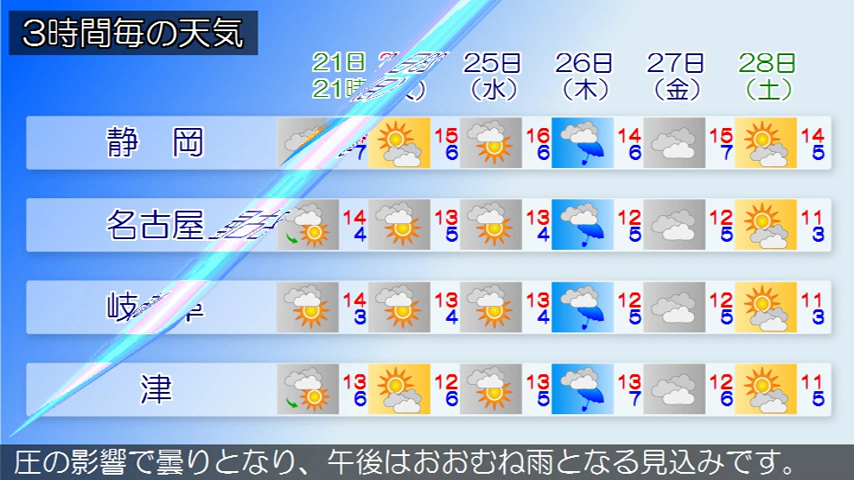 3時間毎の天気
21日 25日 26日 27日 28日
21時 (水) (木) (金) (土)
静 岡 7 15 6 16 6 14 6 15 7 14 5
名古屋 14 4 13 5 13 4 12 5 12 5 11 3
岐阜 14 3 13 4 13 4 12 5 12 5 11 3
津 13 6 12 6 13 5 13 7 12 6 11 5
圧の影響で曇りとなり、午後はおおむね雨となる見込みです。